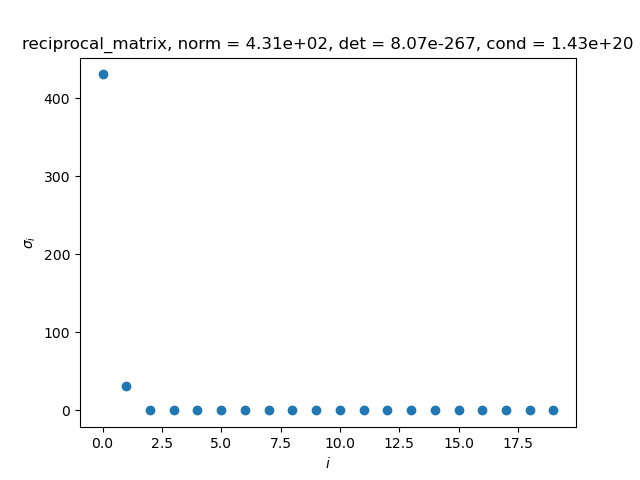 reciprocal_matrix, norm = 4.31e+02, det = 8.07e-267, cond = 1.43e+20
400
300
200
100
0
σi
0.0 2.5 5.0 7.5 10.0 12.5 15.0 17.5
i